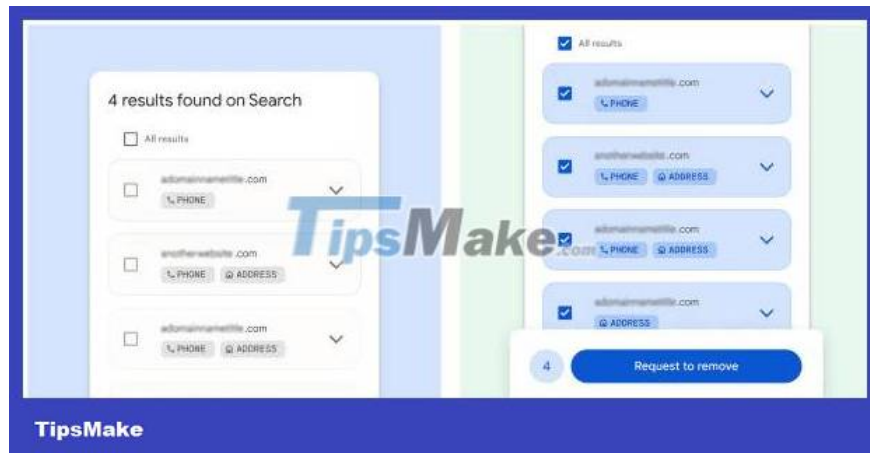 4 results found on Search
All results
.com
PHONE
.com
PHONE ADDRESS
.com
PHONE ADDRESS
All results
.com
PHONE
.com
PHONE ADDRESS
.com
PHONE ADDRESS
.com
ADDRESS
4 Request to remove
TipsMake.com
TipsMake